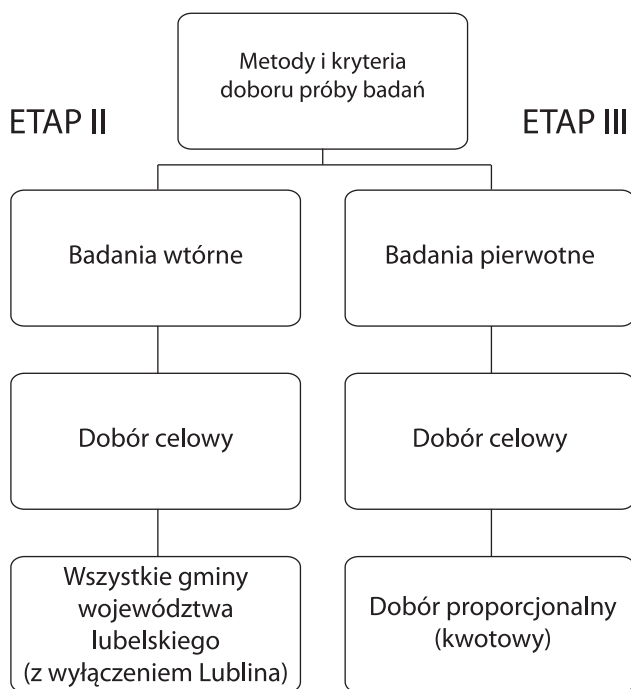 Metody i kryteria
doboru próby badań
ETAP II
ETAP III
Badania wtórne
Badania pierwotne
Dobór celowy
Dobór celowy
Wszystkie gminy
województwa
lubelskiego
(z wyłączeniem Lublina)
Dobór proporcjonalny
(kwotowy)